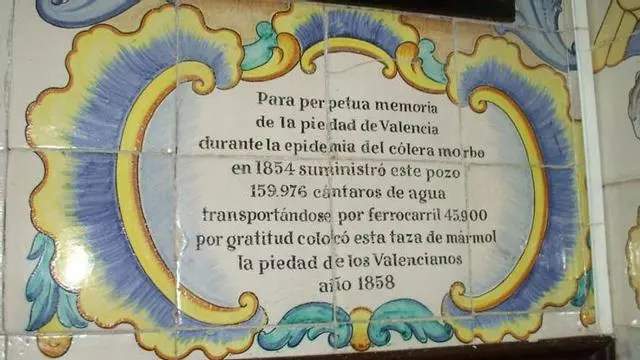 Para perpetua memoria
de la piedad de Valencia
durante la epidemia del cólera morbo
en 1854 suministró este pozo
159.976 cántaros de agua
transportándose por ferrocarril 45.900
por gratitud colocó esta taza de mármol
la piedad de los Valencianos
año 1858